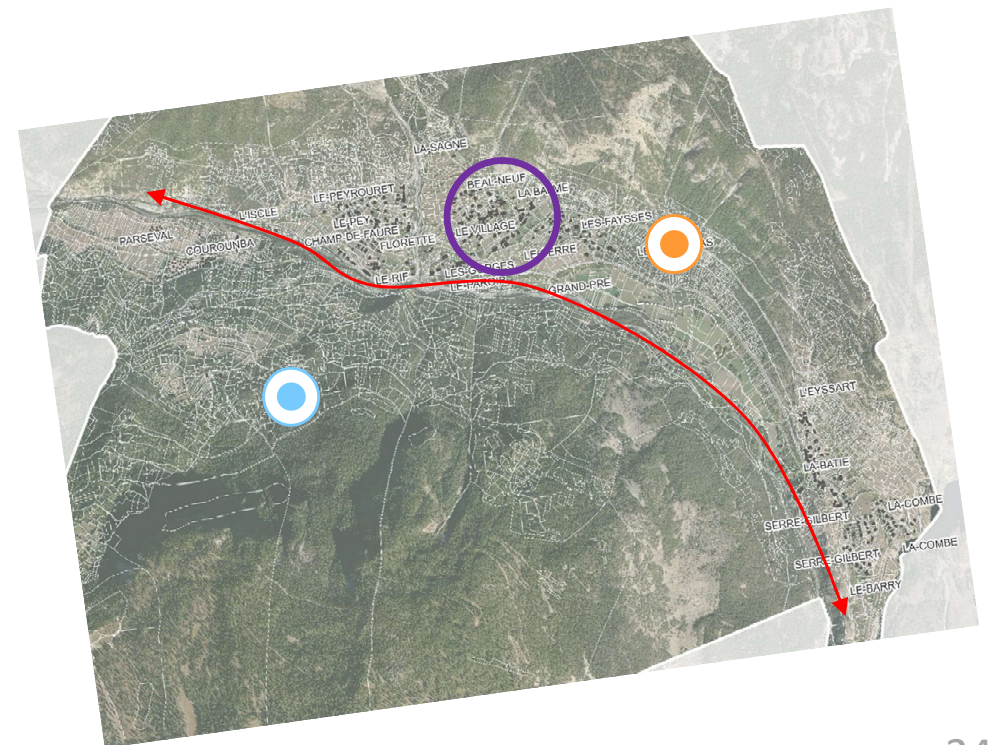 LA-SAGNE
BEAL-NEUF
LA-BAUME
LE-PEYROURET
L'ISCLE
LE-PEY
CHAMP-DE-FAURE
FLORETTE
LE-VILLAGE
LES-FAYSSES
PARSEVAL
COUROUNBA
LE-SERRE
LE-RIF
LES-GORGES
GRAND-PRE
L'EYSSART
LA-BATIE
LA-COMBE
SERRE-GILBERT
LA-COMBE
SERRE-GILBERT
LE-BARRY